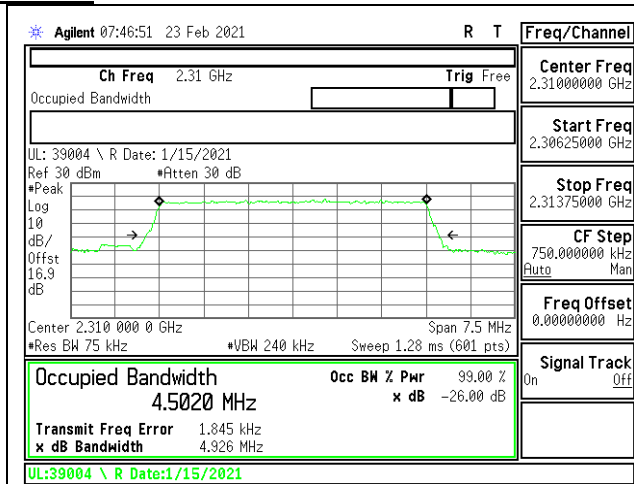 Agilent 07:46:51 23 Feb 2021 R T
Freq/Channel
Ch Freq 2.31 GHz Trig Free
Occupied Bandwidth
Center Freq
2.31000000 GHz
Start Freq
2.30625000 GHz
Stop Freq
2.31375000 GHz
CF Step
750.000000 kHz
Auto Man
Freq Offset
0.00000000 Hz
Signal Track
On Off
UL: 39004 \ R Date: 1/15/2021
Ref 30 dBm #Atten 30 dB
#Peak
Log
10
dB/
Offst
16.9
dB
Center 2.310 000 0 GHz Span 7.5 MHz
#Res BW 75 kHz #VBW 240 kHz Sweep 1.28 ms (601 pts)
Occupied Bandwidth Occ BW % Pwr 99.00 %
4.5020 MHz x dB -26.00 dB
Transmit Freq Error 1.845 kHz
x dB Bandwidth 4.926 MHz
UL:39004 \ R Date:1/15/2021